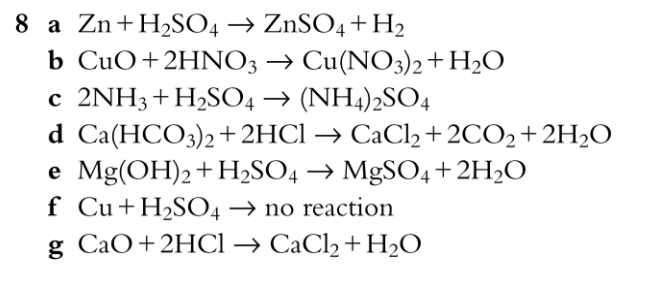 8 a Zn + H₂SO₄ → ZnSO₄ + H₂
b CuO + 2HNO₃ → Cu(NO₃)₂ + H₂O
c 2NH₃ + H₂SO₄ → (NH₄)₂SO₄
d Ca(HCO₃)₂ + 2HCl → CaCl₂ + 2CO₂ + 2H₂O
e Mg(OH)₂ + H₂SO₄ → MgSO₄ + 2H₂O
f Cu + H₂SO₄ → no reaction
g CaO + 2HCl → CaCl₂ + H₂O